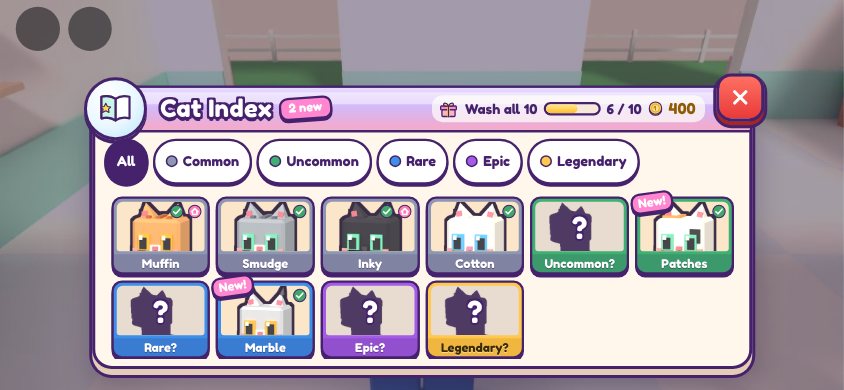 Cat Index
2 new
Wash all 10
6 / 10
400
All
Common
Uncommon
Rare
Epic
Legendary
Muffin
Smudge
Inky
Cotton
?
Uncommon?
New!
Patches
?
Rare?
New!
Marble
?
Epic?
?
Legendary?